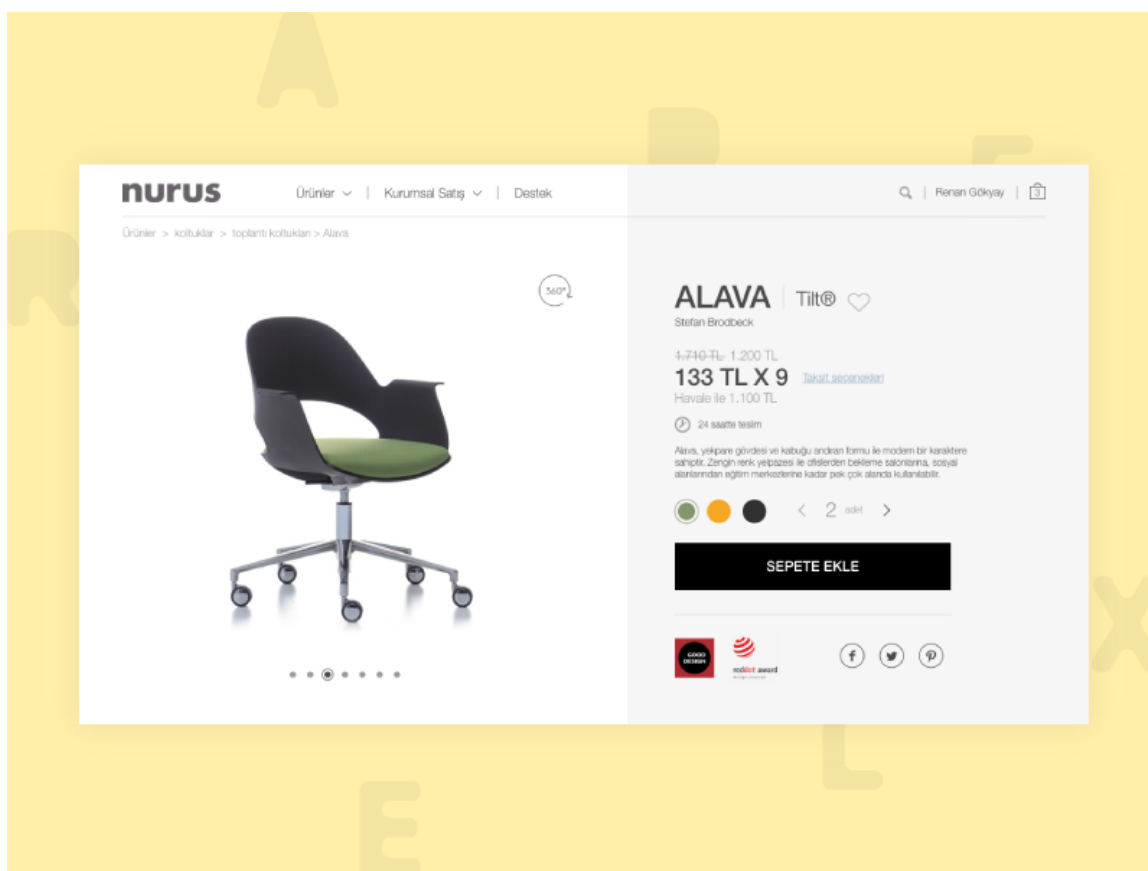 A
P
F
R
X
L
E
nurus
Ürünler | Kurumsal Satış | Destek
| Renan Gökyay | 3
Ürünler > koltuklar > toplantı koltukları > Alava
360°
ALAVA | Tilt®
Stefan Brodbeck
1.710 TL 1.200 TL
133 TL X 9 Taksit seçenekleri
Havale ile 1.100 TL
24 saatte teslim
Alava, yekpare gövdesi ve kabuğu andıran formu ile modern bir karaktere
sahiptir. Zengin renk yelpazesi ile ofislerden bekleme salonlarına, sosyal
alanlarından eğitim merkezlerine kadar pek çok alanda kullanılabilir.
< 2 adet >
SEPETE EKLE
GOOD
DESIGN
reddot award